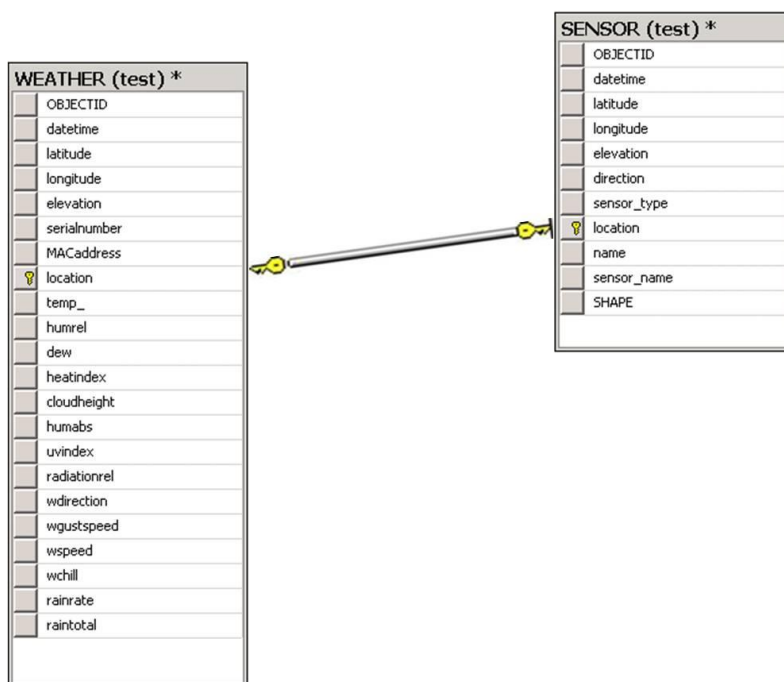 WEATHER (test) *
OBJECTID
datetime
latitude
longitude
elevation
serialnumber
MACaddress
location
temp_
humrel
dew
heatindex
cloudheight
humabs
uvindex
radiationrel
wdirection
wgustspeed
wspeed
wchill
rainrate
raintotal
SENSOR (test) *
OBJECTID
datetime
latitude
longitude
elevation
direction
sensor_type
location
name
sensor_name
SHAPE